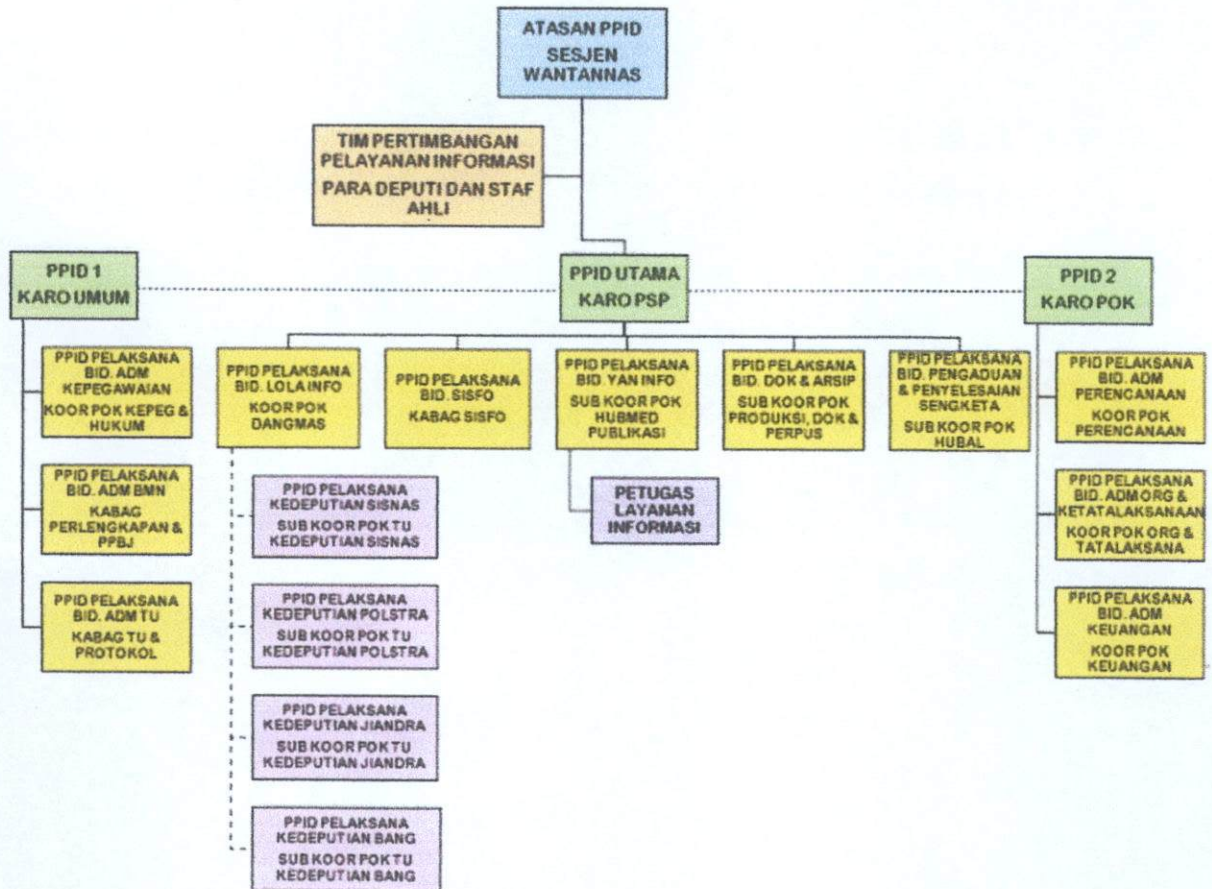 ATASAN PPID
SESJEN
WANTANNAS
TIM PERTIMBANGAN
PELAYANAN INFORMASI
PARA DEPUTI DAN STAF
AHLI
PPID 1
KARO UMUM
PPID UTAMA
KARO PSP
PPID 2
KARO POK
PPID PELAKSANA
BID. ADM
KEPEGAWAIAN
KOOR POK KEPEG &
HUKUM
PPID PELAKSANA
BID. ADM BMN
KABAG
PERLENGKAPAN &
PPBJ
PPID PELAKSANA
BID. ADM TU
KABAG TU &
PROTOKOL
PPID PELAKSANA
BID. LOLA INFO
KOOR POK
DANGMAS
PPID PELAKSANA
BID. SISFO
KABAG SISFO
PPID PELAKSANA
BID. YAN INFO
SUB KOOR POK
HUBMED
PUBLIKASI
PPID PELAKSANA
BID. DOK & ARSIP
SUB KOOR POK
PRODUKSI, DOK &
PERPUS
PPID PELAKSANA
BID. PENGADUAN
& PENYELESAIAN
SENGKETA
SUB KOOR POK
HUBAL
PPID PELAKSANA
KEDEPUTIAN SISNAS
SUB KOOR POK TU
KEDEPUTIAN SISNAS
PPID PELAKSANA
KEDEPUTIAN POLSTRA
SUB KOOR POK TU
KEDEPUTIAN POLSTRA
PPID PELAKSANA
KEDEPUTIAN JIANDRA
SUB KOOR POK TU
KEDEPUTIAN JIANDRA
PPID PELAKSANA
KEDEPUTIAN BANG
SUB KOOR POK TU
KEDEPUTIAN BANG
PETUGAS
LAYANAN
INFORMASI
PPID PELAKSANA
BID. ADM
PERENCANAAN
KOOR POK
PERENCANAAN
PPID PELAKSANA
BID. ADM ORG &
KETATALAKSANAAN
KOOR POK ORG &
TATALAKSANA
PPID PELAKSANA
BID. ADM
KEUANGAN
KOOR POK
KEUANGAN